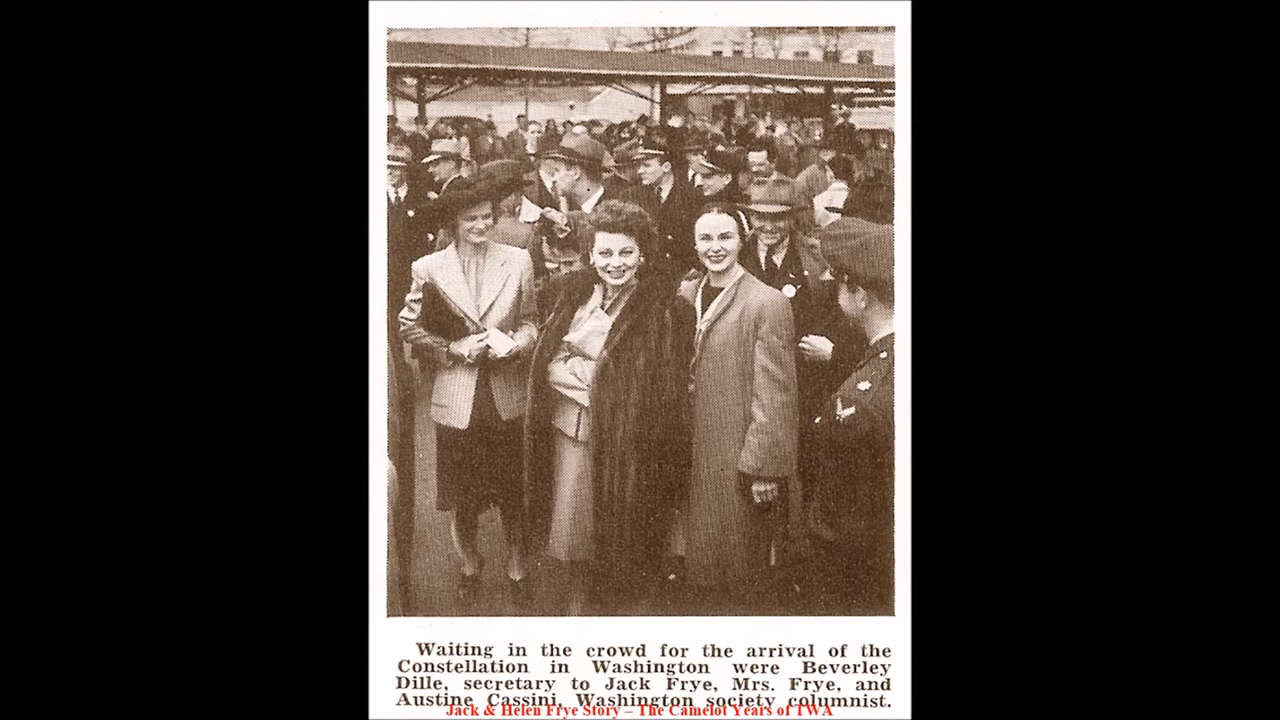 Waiting in the crowd for the arrival of the
Constellation in Washington were Beverley
Dille, secretary to Jack Frye, Mrs. Frye, and
Austine Cassini, Washington society columnist.
Jack & Helen Frye Story – The Camelot Years of TWA